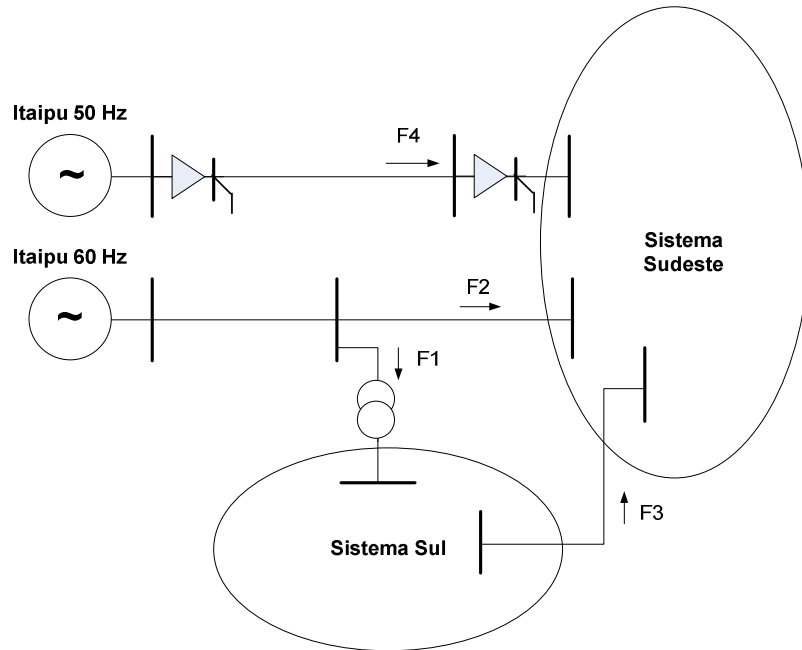 Itaipu 50 Hz
~
F4
Itaipu 60 Hz
~
F2
Sistema
Sudeste
F1
F3
Sistema Sul